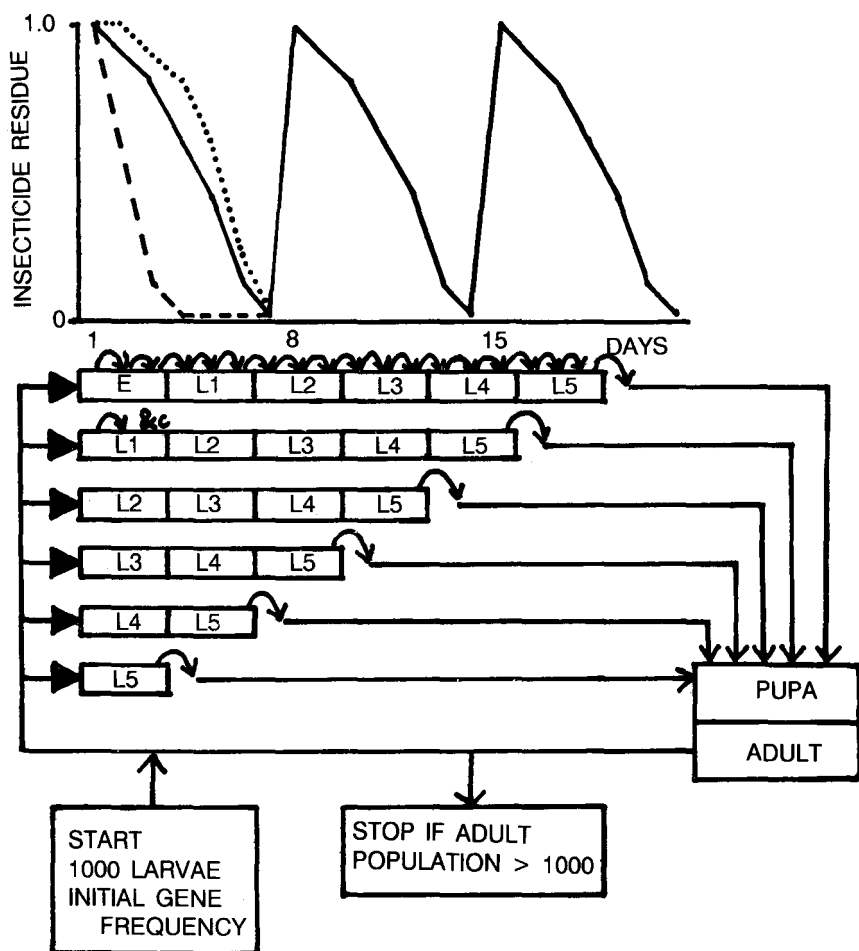 1.0
INSECTICIDE RESIDUE
0
1 8 15 DAYS
E L1 L2 L3 L4 L5
&c
L1 L2 L3 L4 L5
L2 L3 L4 L5
L3 L4 L5
L4 L5
L5
PUPA
ADULT
START
1000 LARVAE
INITIAL GENE
FREQUENCY
STOP IF ADULT
POPULATION > 1000